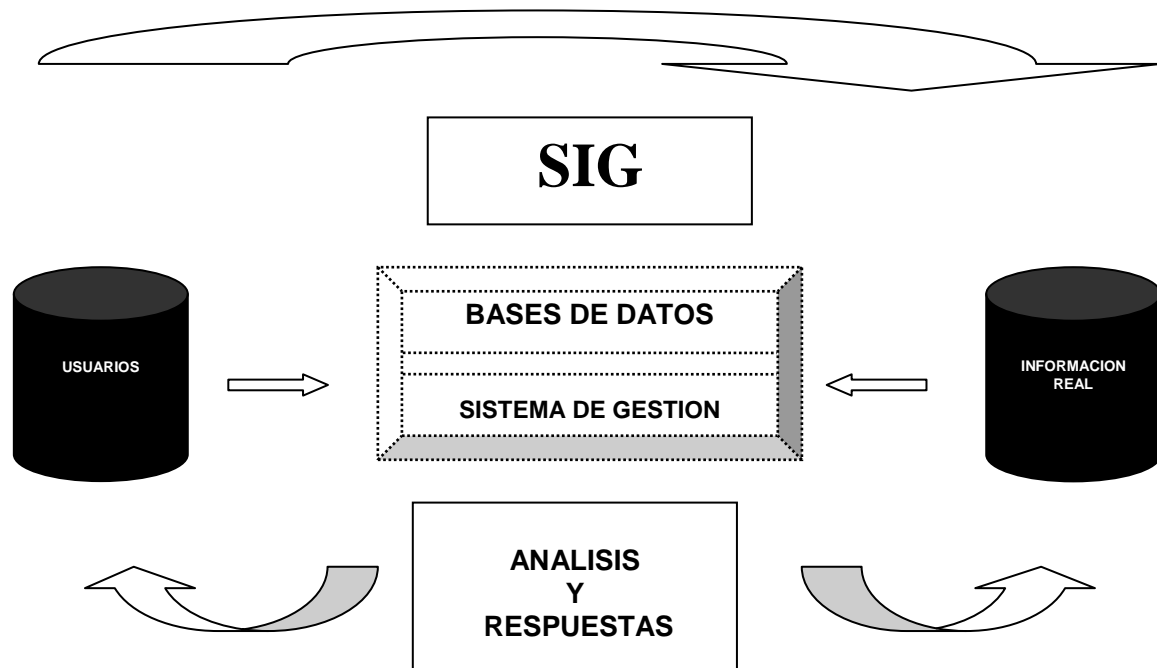 SIG
BASES DE DATOS
USUARIOS
INFORMACION
REAL
SISTEMA DE GESTION
ANALISIS
Y
RESPUESTAS